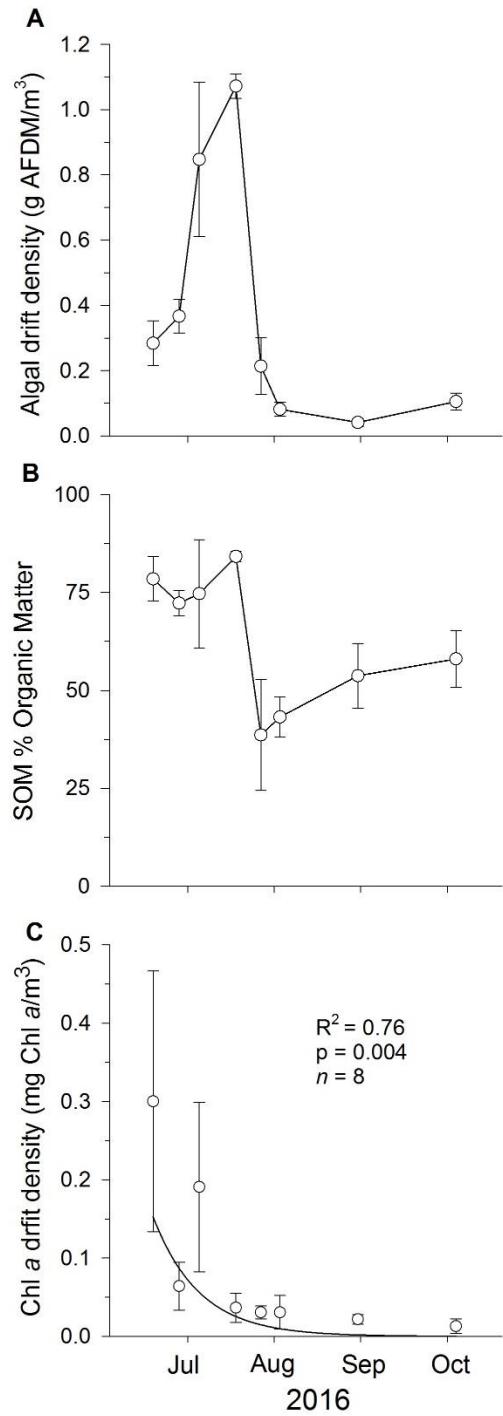 A
Algal drift density (g AFDM/m³)
1.2
1.0
0.8
0.6
0.4
0.2
0.0
B
SOM % Organic Matter
100
75
50
25
0
C
Chl a drfit density (mg Chl a/m³)
0.5
0.4
0.3
0.2
0.1
0.0
R² = 0.76
p = 0.004
n = 8
Jul Aug Sep Oct
2016